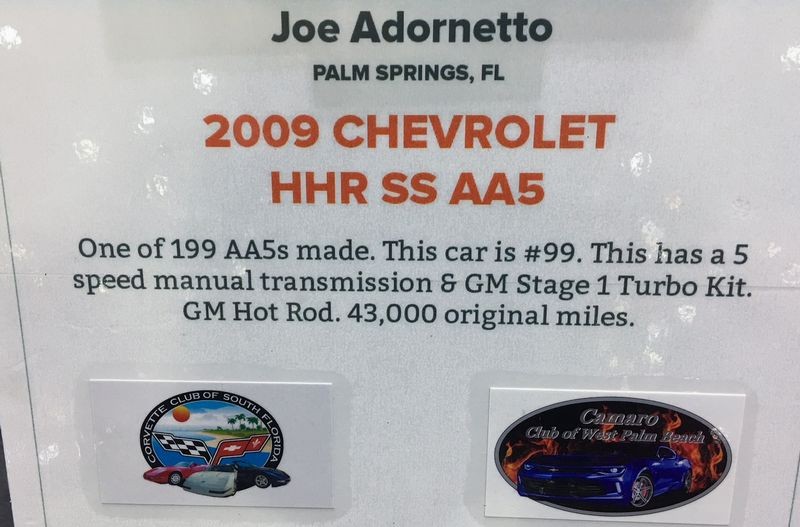 Joe Adornetto
PALM SPRINGS, FL
2009 CHEVROLET
HHR SS AA5
One of 199 AA5s made. This car is #99. This has a 5
speed manual transmission & GM Stage 1 Turbo Kit.
GM Hot Rod. 43,000 original miles.
CORVETTE CLUB OF SOUTH FLORIDA
Camaro
Club of West Palm Beach